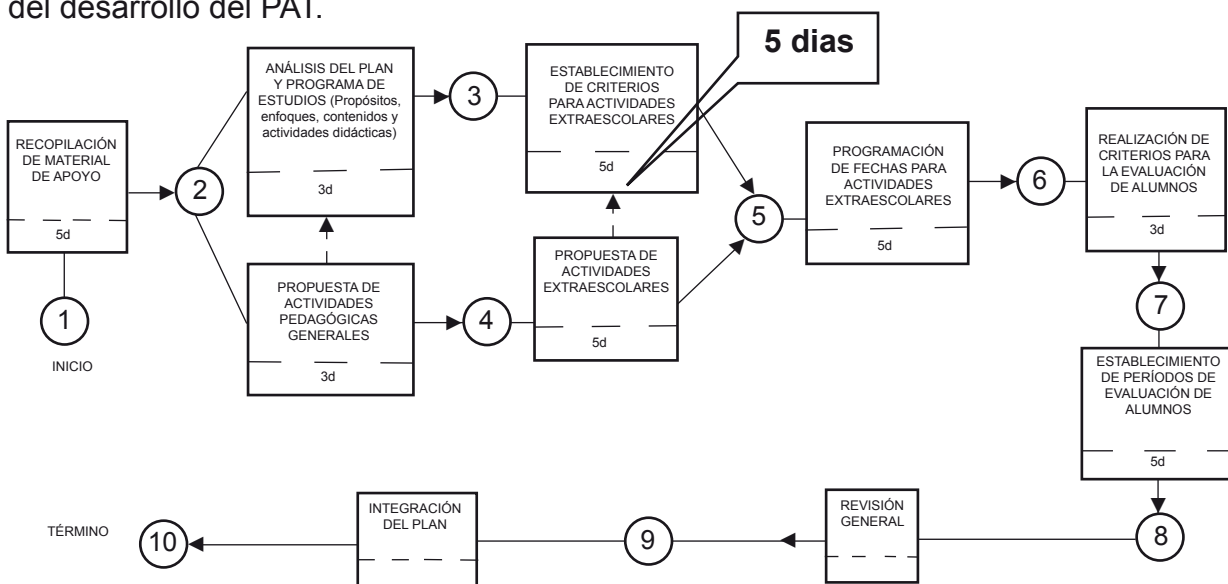 del desarrollo del PAT.
5 dias
ANÁLISIS DEL PLAN
Y PROGRAMA DE
ESTUDIOS (Propósitos,
enfoques, contenidos y
actividades didácticas)
3d
3
ESTABLECIMIENTO
DE CRITERIOS
PARA ACTIVIDADES
EXTRAESCOLARES
5d
RECOPILACIÓN
DE MATERIAL
DE APOYO
5d
2
1
INICIO
PROPUESTA DE
ACTIVIDADES
PEDAGÓGICAS
GENERALES
3d
4
PROPUESTA DE
ACTIVIDADES
EXTRAESCOLARES
5d
5
PROGRAMACIÓN
DE FECHAS PARA
ACTIVIDADES
EXTRAESCOLARES
5d
6
REALIZACIÓN DE
CRITERIOS PARA
LA EVALUACIÓN
DE ALUMNOS
3d
7
ESTABLECIMIENTO
DE PERÍODOS DE
EVALUACIÓN DE
ALUMNOS
5d
8
REVISIÓN
GENERAL
9
INTEGRACIÓN
DEL PLAN
10
TÉRMINO